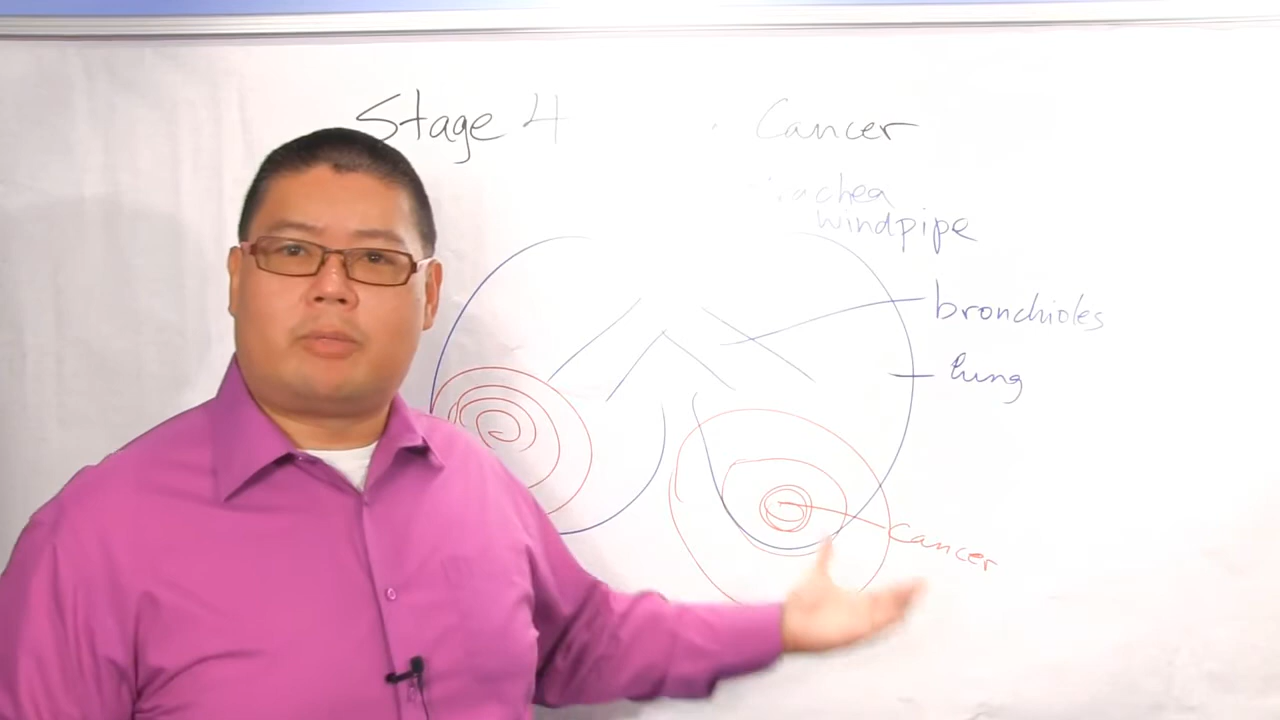 Stage 4 Cancer
windpipe
bronchioles
lung
cancer